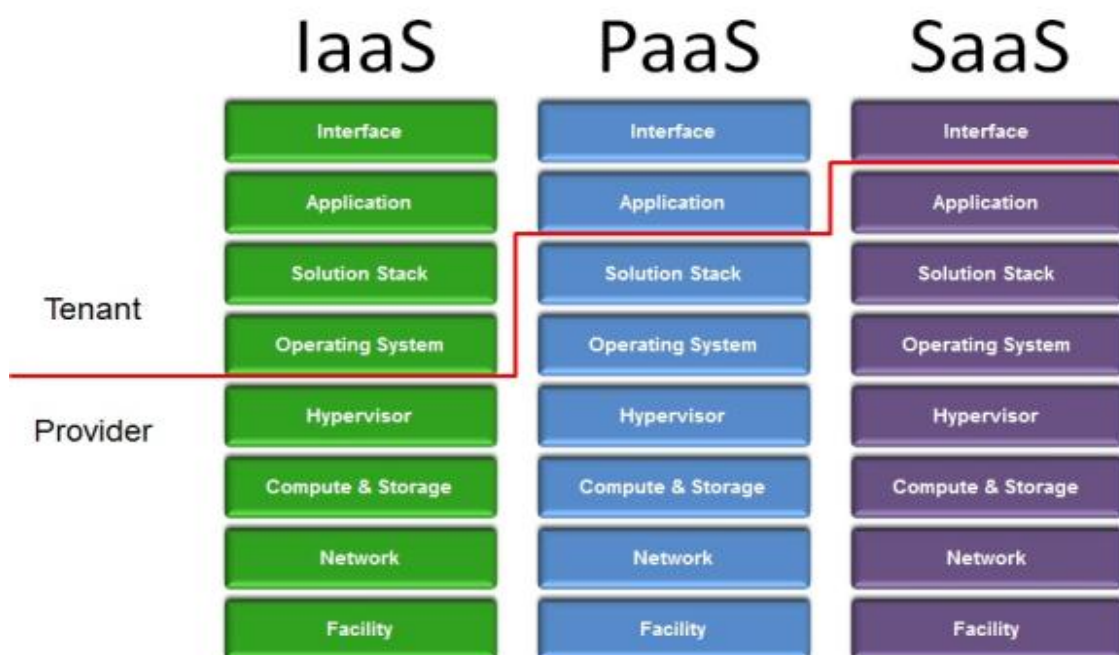 IaaS PaaS SaaS
Interface Interface Interface
Application Application Application
Solution Stack Solution Stack Solution Stack
Tenant
Operating System Operating System Operating System
Provider
Hypervisor Hypervisor Hypervisor
Compute & Storage Compute & Storage Compute & Storage
Network Network Network
Facility Facility Facility